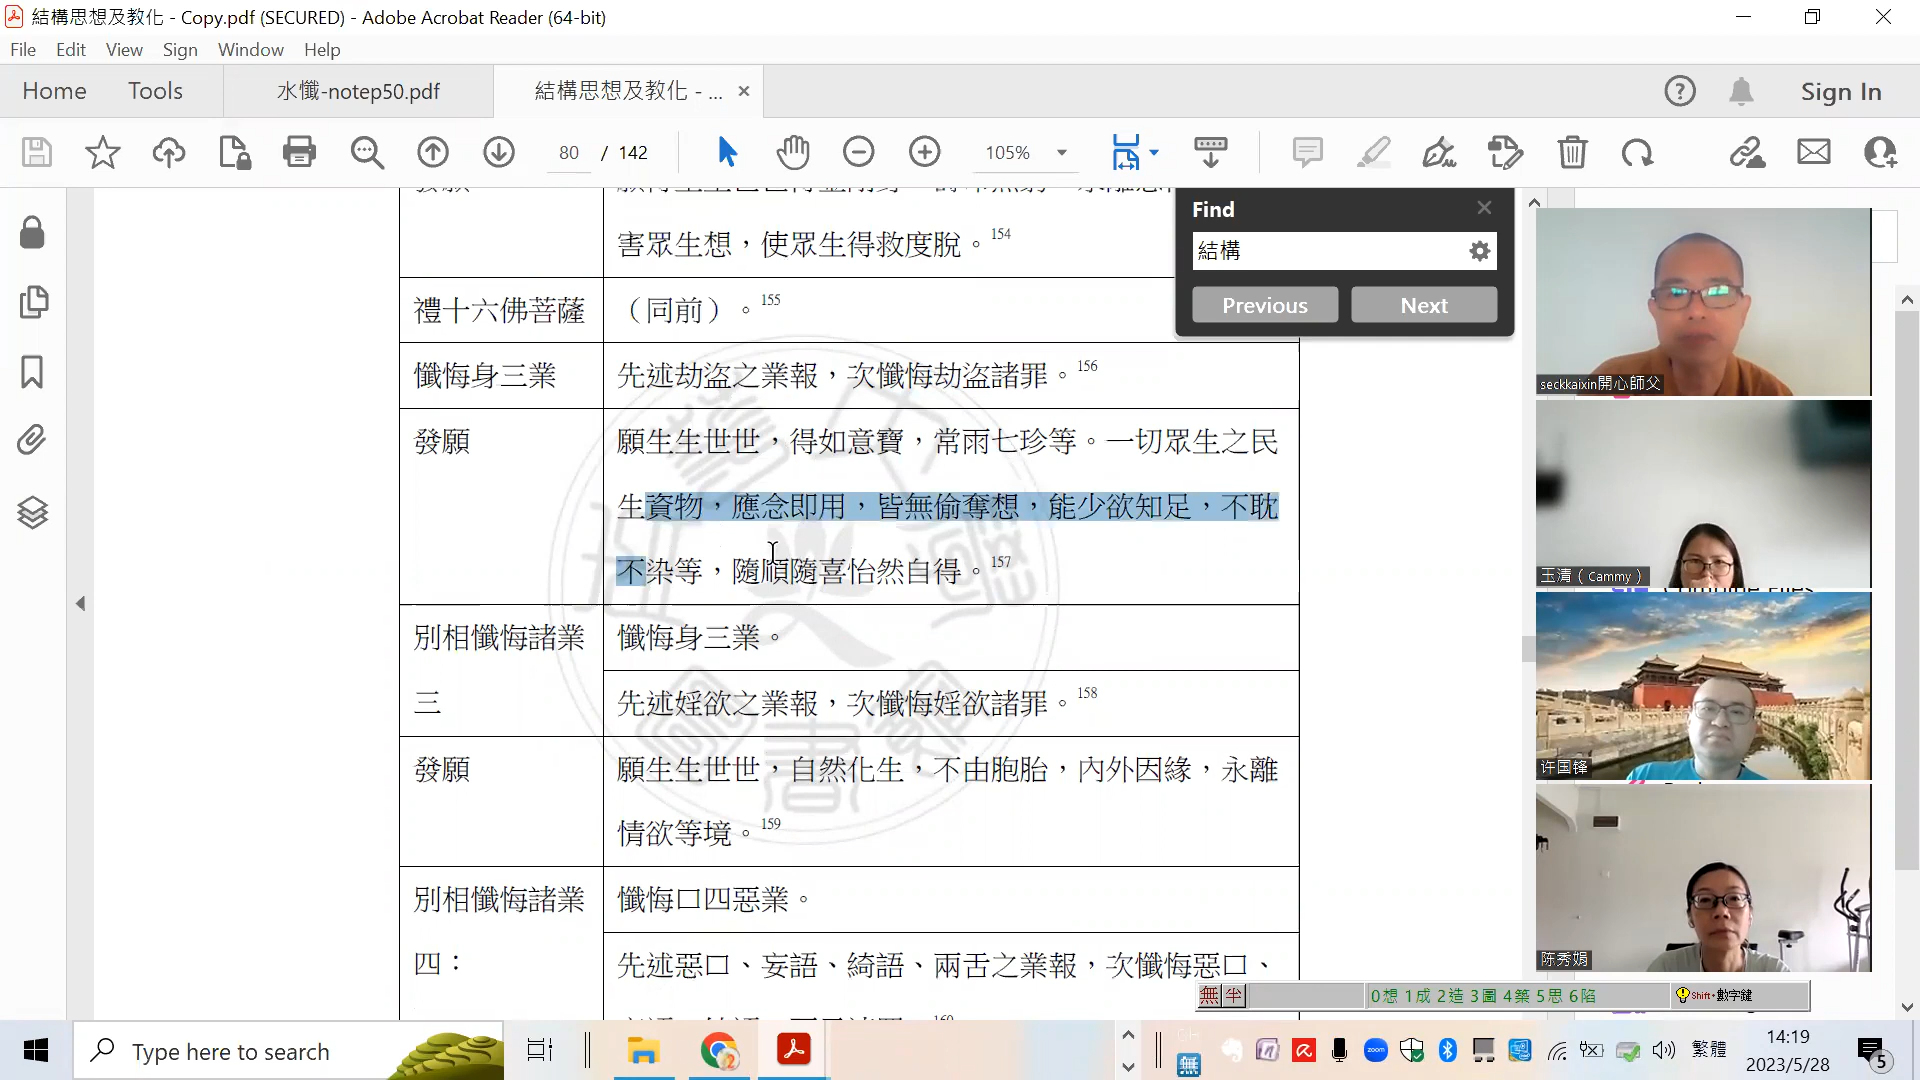 結構思想及教化 - Copy.pdf (SECURED) - Adobe Acrobat Reader (64-bit)
File Edit View Sign Window Help
Home Tools 水懺-notep50.pdf 結構思想及教化 - ... Sign In
80 / 142 105%
Find
結構
Previous Next
害眾生想，使眾生得救度脫。154
禮十六佛菩薩 （同前）。155
懺悔身三業 先述劫盜之業報，次懺悔劫盜諸罪。156
發願 願生生世世，得如意寶，常雨七珍等。一切眾生之民
生資物，應念即用，皆無偷奪想，能少欲知足，不耽
不染等，隨順隨喜怡然自得。157
別相懺悔諸業 懺悔身三業。
三 先述婬欲之業報，次懺悔婬欲諸罪。158
發願 願生生世世，自然化生，不由胞胎，內外因緣，永離
情欲等境。159
別相懺悔諸業 懺悔口四惡業。
四： 先述惡口、妄語、綺語、兩舌之業報，次懺悔惡口、
seckkaixin開心師父
玉清（Cammy）
许国锋
陈秀娟
無 半 0想 1成 2造 3圖 4築 5思 6陷 Shift+數字鍵
Type here to search
zoom
無
繁體
14:19
2023/5/28
5